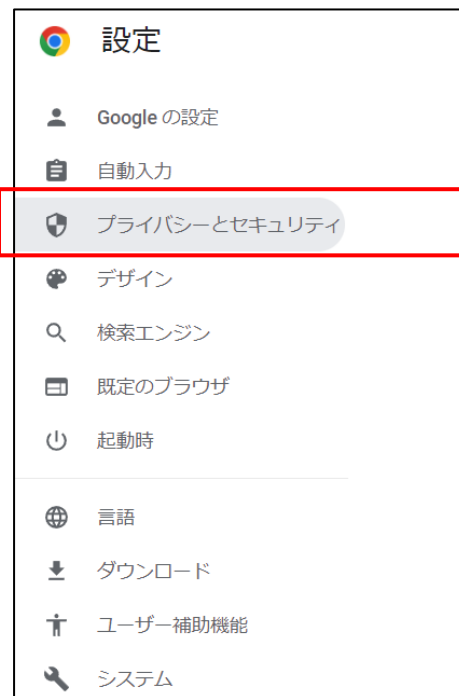 設定
Google の設定
自動入力
プライバシーとセキュリティ
デザイン
検索エンジン
既定のブラウザ
起動時
言語
ダウンロード
ユーザー補助機能
システム